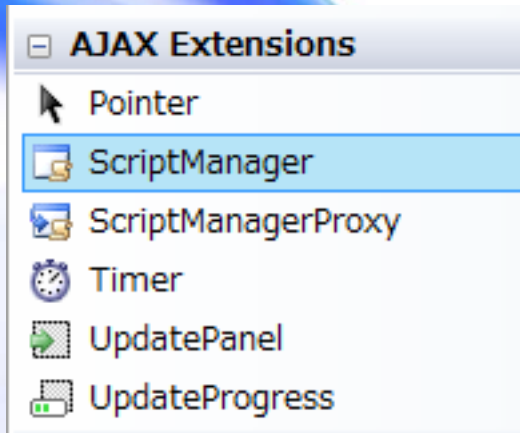 AJAX Extensions
Pointer
ScriptManager
ScriptManagerProxy
Timer
UpdatePanel
UpdateProgress